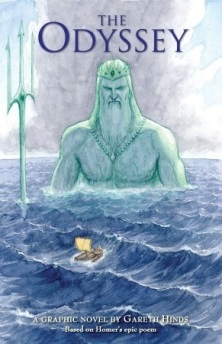 THE
ODYSSEY
A GRAPHIC NOVEL BY GARETH HINDS
Based on Homer's epic poem